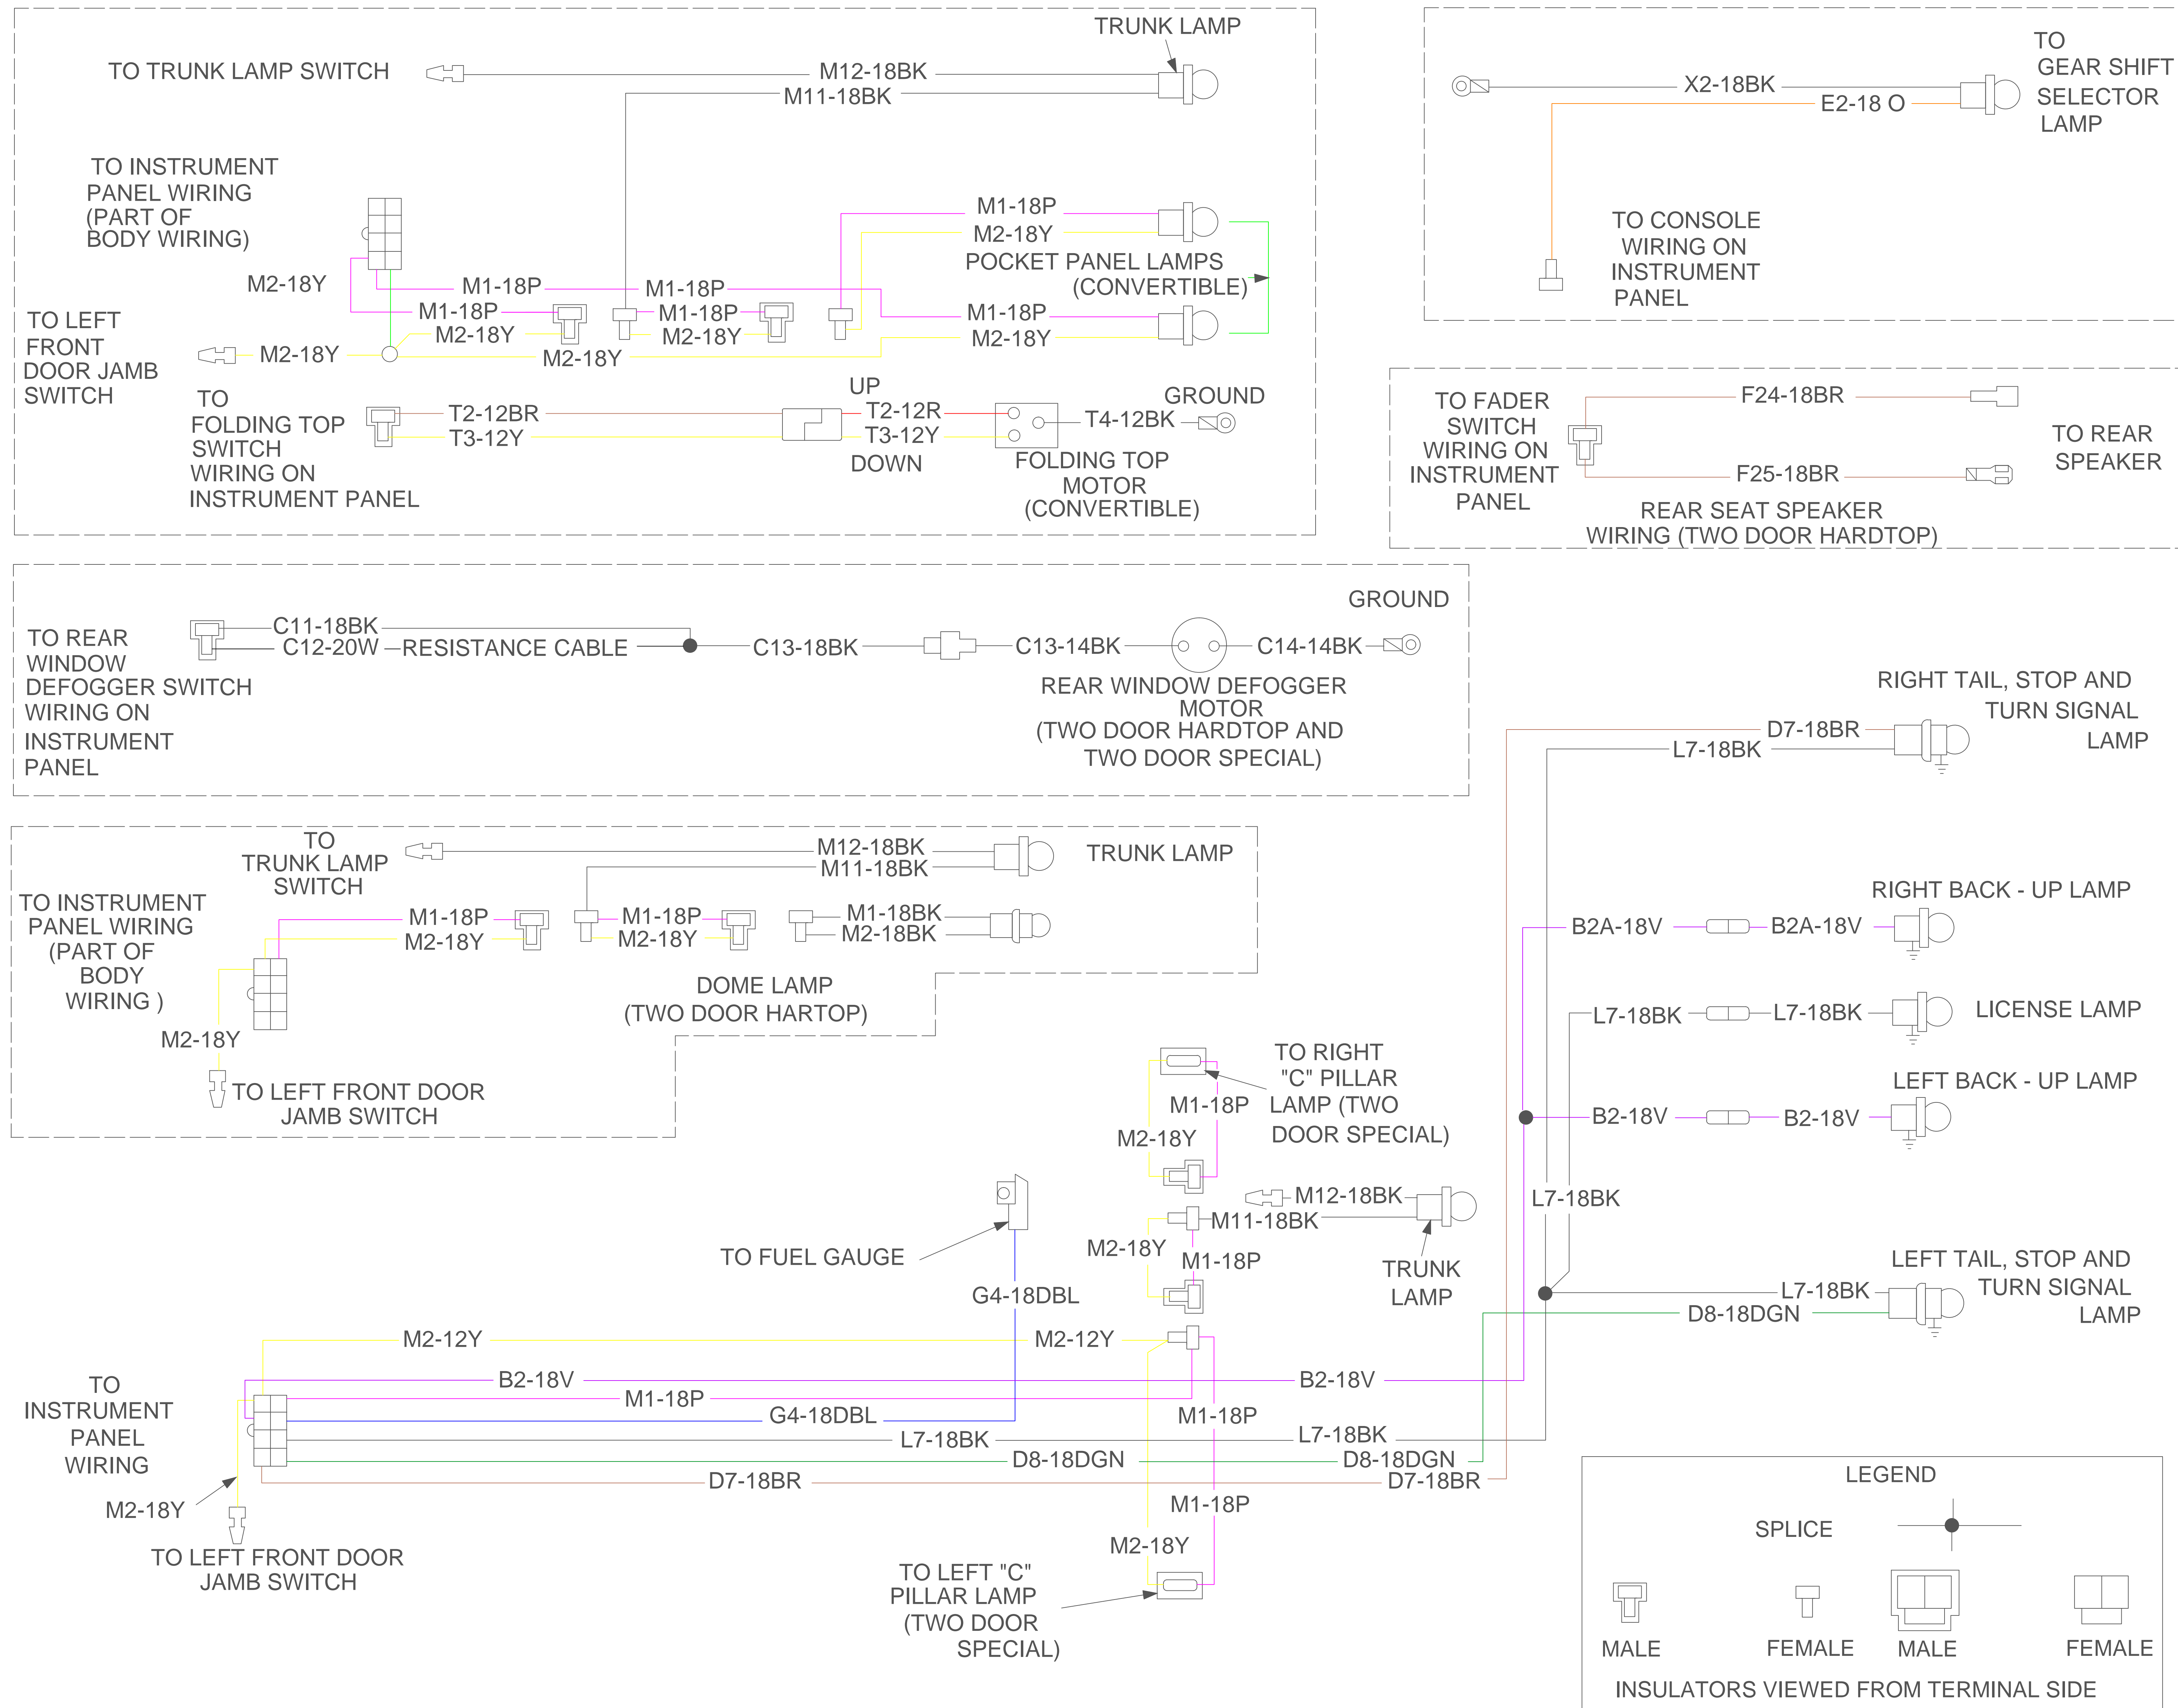 TRUNK LAMP
TO TRUNK LAMP SWITCH
M12-18BK
M11-18BK
TO INSTRUMENT
PANEL WIRING
(PART OF
BODY WIRING)
M1-18P
M2-18Y
POCKET PANEL LAMPS
(CONVERTIBLE)
M2-18Y
M1-18P
M1-18P
M1-18P
M1-18P
M1-18P
M2-18Y
M2-18Y
M2-18Y
TO LEFT
FRONT
DOOR JAMB
SWITCH
M2-18Y
M2-18Y
TO
FOLDING TOP
SWITCH
WIRING ON
INSTRUMENT PANEL
T2-12BR
T3-12Y
UP
T2-12R
T3-12Y
DOWN
GROUND
T4-12BK
FOLDING TOP
MOTOR
(CONVERTIBLE)
TO
GEAR SHIFT
SELECTOR
LAMP
X2-18BK
E2-18 O
TO CONSOLE
WIRING ON
INSTRUMENT
PANEL
TO FADER
SWITCH
WIRING ON
INSTRUMENT
PANEL
F24-18BR
F25-18BR
TO REAR
SPEAKER
REAR SEAT SPEAKER
WIRING (TWO DOOR HARDTOP)
GROUND
TO REAR
WINDOW
DEFOGGER SWITCH
WIRING ON
INSTRUMENT
PANEL
C11-18BK
C12-20W
RESISTANCE CABLE
C13-18BK
C13-14BK
C14-14BK
REAR WINDOW DEFOGGER
MOTOR
(TWO DOOR HARDTOP AND
TWO DOOR SPECIAL)
RIGHT TAIL, STOP AND
TURN SIGNAL
LAMP
D7-18BR
L7-18BK
TO
TRUNK LAMP
SWITCH
M12-18BK
M11-18BK
TRUNK LAMP
TO INSTRUMENT
PANEL WIRING
(PART OF
BODY
WIRING )
M1-18P
M2-18Y
M1-18P
M2-18Y
M1-18BK
M2-18BK
DOME LAMP
(TWO DOOR HARTOP)
M2-18Y
TO LEFT FRONT DOOR
JAMB SWITCH
RIGHT BACK - UP LAMP
B2A-18V
B2A-18V
L7-18BK
L7-18BK
LICENSE LAMP
LEFT BACK - UP LAMP
B2-18V
B2-18V
L7-18BK
TO RIGHT
"C" PILLAR
LAMP (TWO
DOOR SPECIAL)
M1-18P
M2-18Y
M12-18BK
M11-18BK
M2-18Y
M1-18P
TRUNK
LAMP
TO FUEL GAUGE
G4-18DBL
LEFT TAIL, STOP AND
TURN SIGNAL
LAMP
L7-18BK
D8-18DGN
M2-12Y
M2-12Y
TO
INSTRUMENT
PANEL
WIRING
B2-18V
B2-18V
M1-18P
G4-18DBL
M1-18P
L7-18BK
L7-18BK
D8-18DGN
D8-18DGN
D7-18BR
D7-18BR
M2-18Y
M1-18P
M2-18Y
TO LEFT FRONT DOOR
JAMB SWITCH
TO LEFT "C"
PILLAR LAMP
(TWO DOOR
SPECIAL)
LEGEND
SPLICE
MALE
FEMALE
MALE
FEMALE
INSULATORS VIEWED FROM TERMINAL SIDE